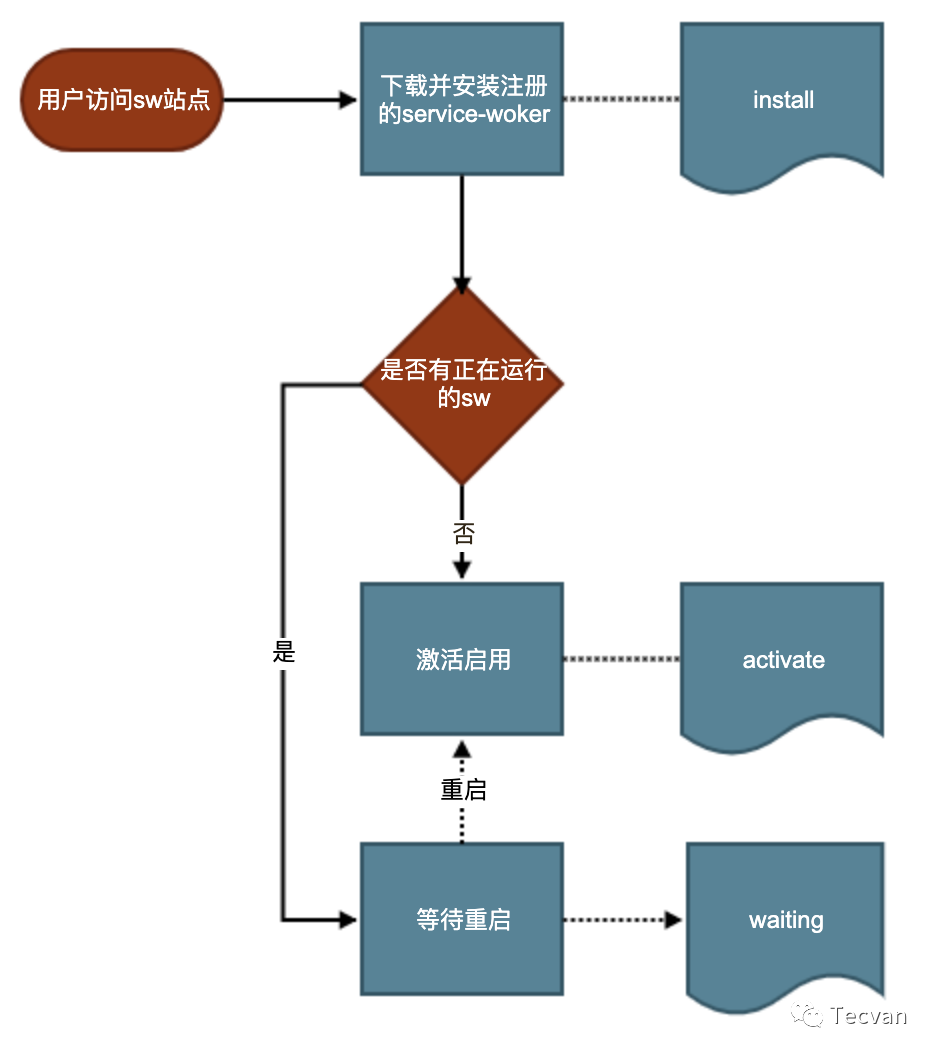 用户访问sw站点
下载并安装注册
的service-woker
install
是否有正在运行
的sw
否
是
激活启用
activate
重启
等待重启
waiting
Tecvan